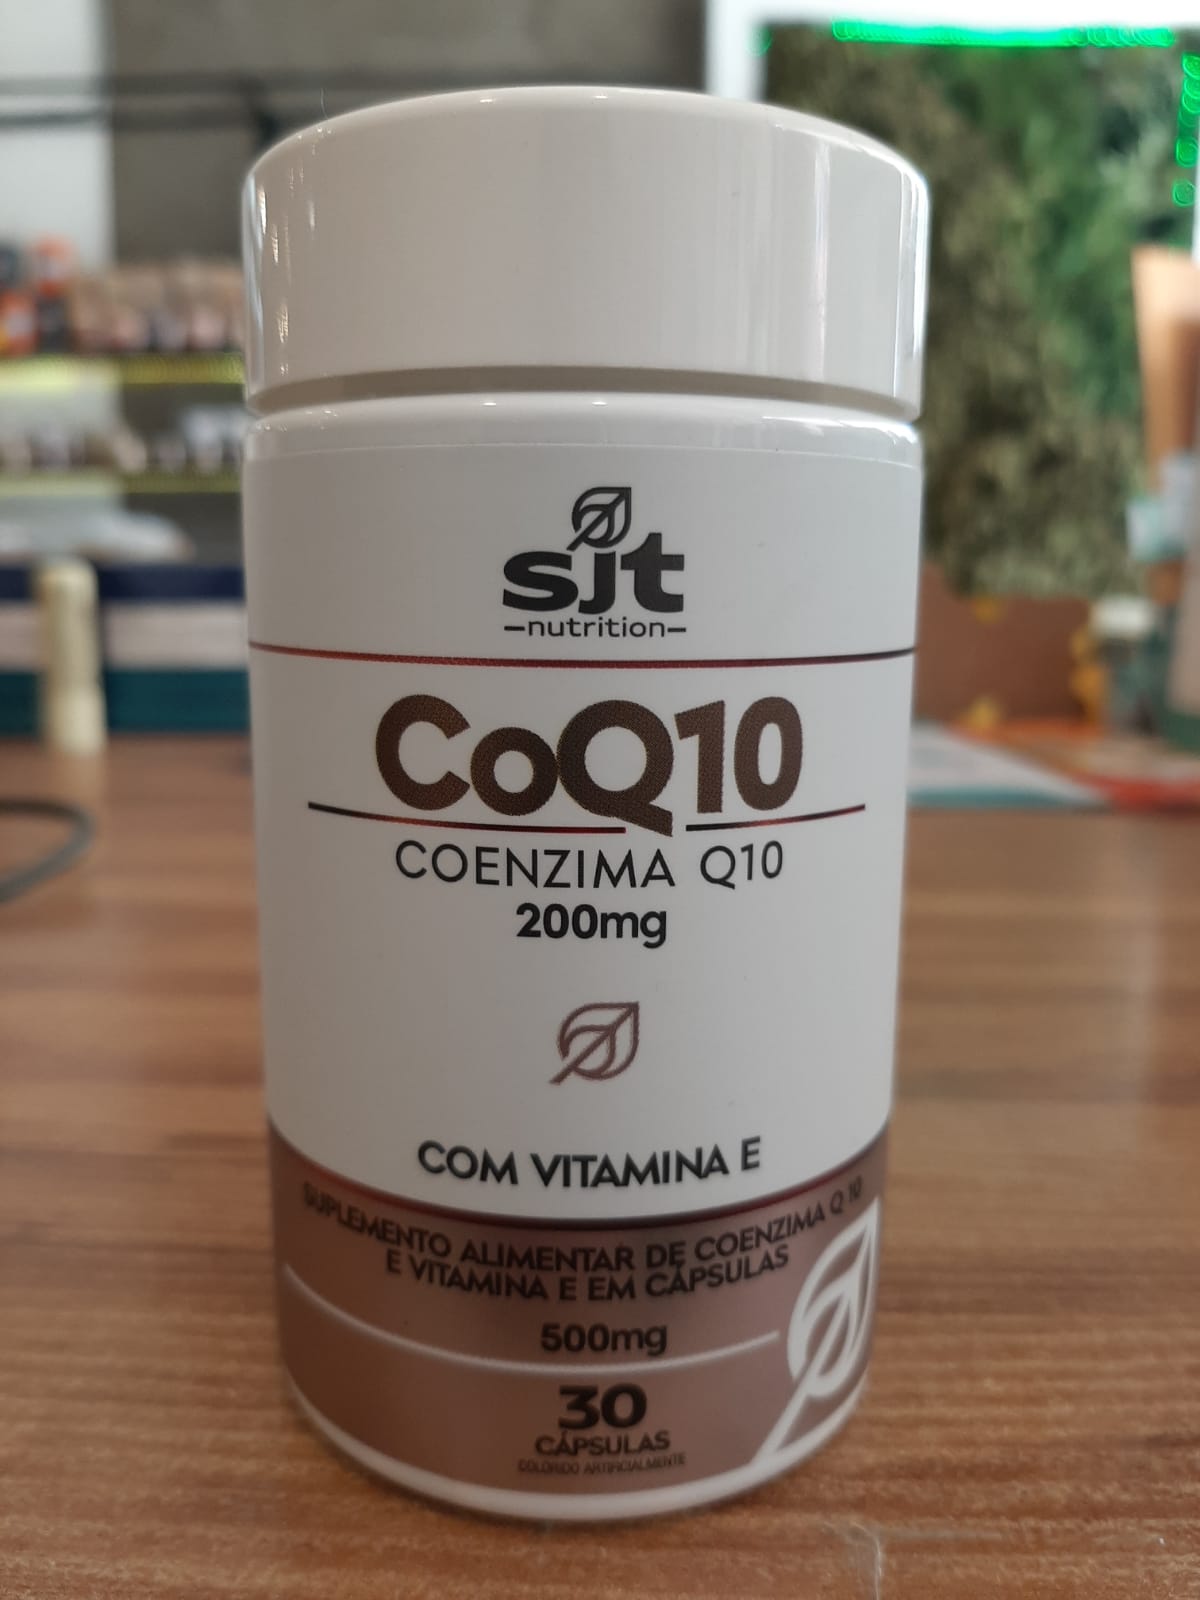 sjt
nutrition
CoQ10
COENZIMA Q10
200mg
COM VITAMINA E
SUPLEMENTO ALIMENTAR DE COENZIMA Q 10
E VITAMINA E EM CÁPSULAS
500mg
30
CÁPSULAS
COLORIDO ARTIFICIALMENTE